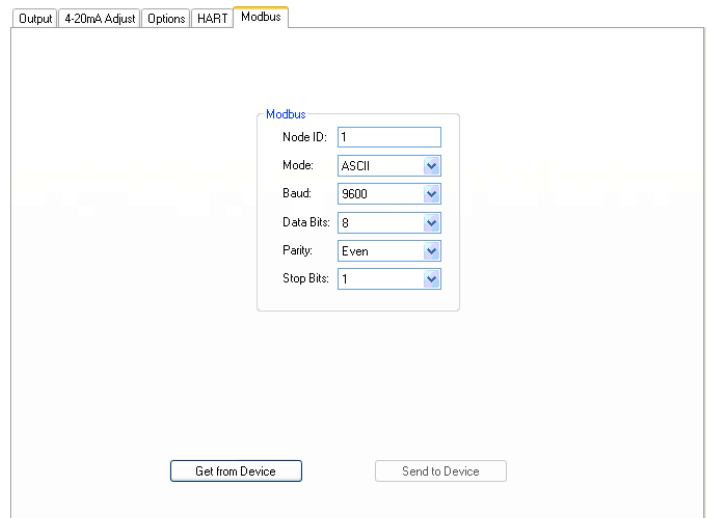 Output 4-20mA Adjust Options HART Modbus
Modbus
Node ID: 1
Mode: ASCII
Baud: 9600
Data Bits: 8
Parity: Even
Stop Bits: 1
Get from Device Send to Device